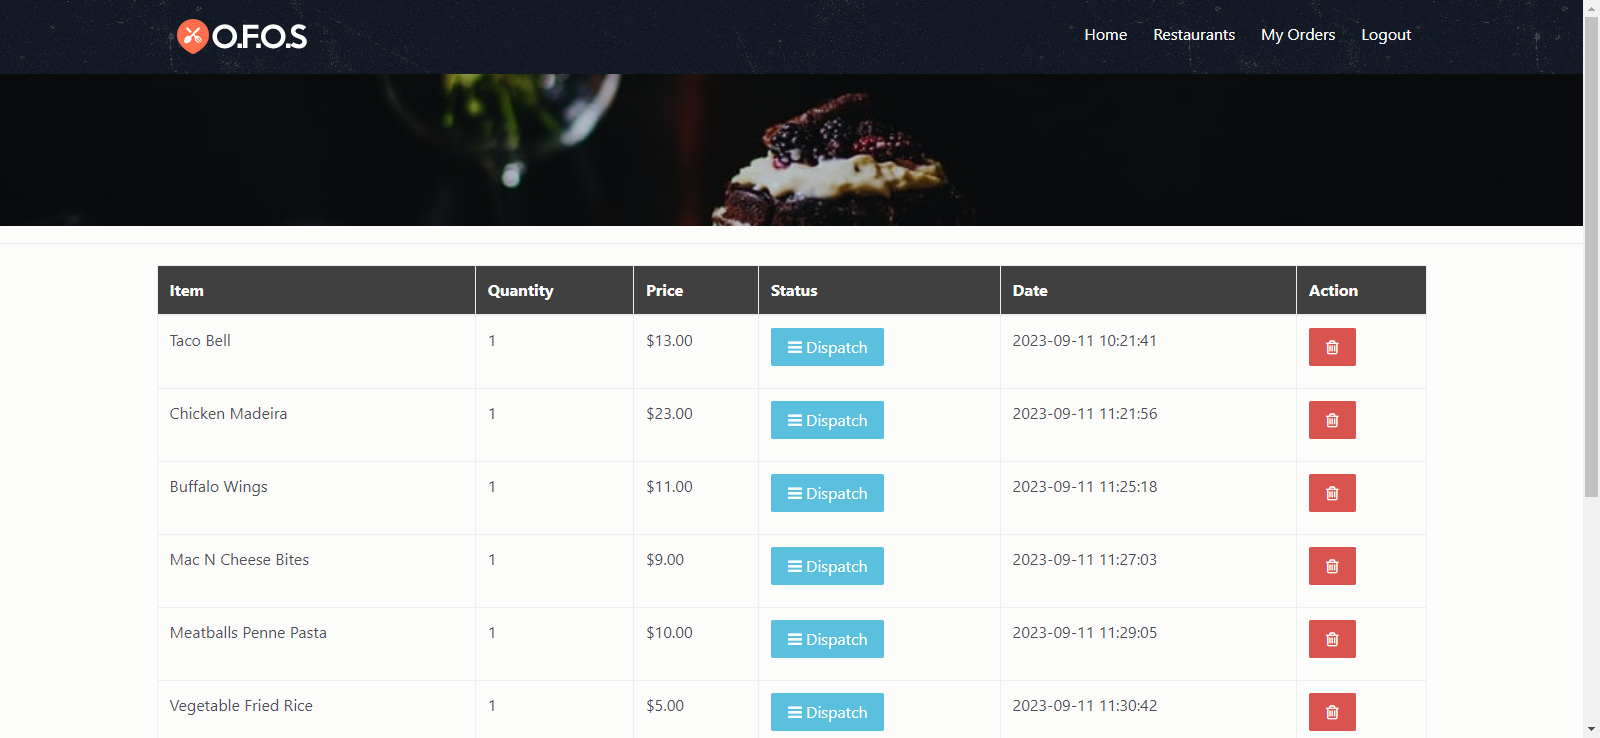 O.F.O.S Home Restaurants My Orders Logout
Item Quantity Price Status Date Action
Taco Bell 1 $13.00 Dispatch 2023-09-11 10:21:41
Chicken Madeira 1 $23.00 Dispatch 2023-09-11 11:21:56
Buffalo Wings 1 $11.00 Dispatch 2023-09-11 11:25:18
Mac N Cheese Bites 1 $9.00 Dispatch 2023-09-11 11:27:03
Meatballs Penne Pasta 1 $10.00 Dispatch 2023-09-11 11:29:05
Vegetable Fried Rice 1 $5.00 Dispatch 2023-09-11 11:30:42